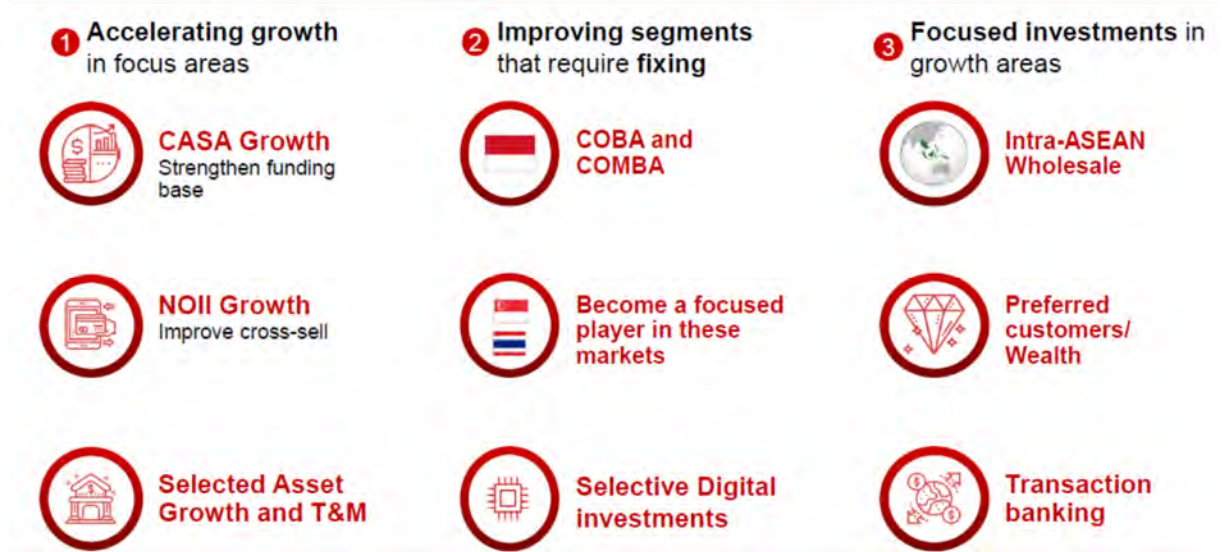 1 Accelerating growth
in focus areas
CASA Growth
Strengthen funding
base
NOII Growth
Improve cross-sell
Selected Asset
Growth and T&M
2 Improving segments
that require fixing
COBA and
COMBA
Become a focused
player in these
markets
Selective Digital
investments
3 Focused investments in
growth areas
Intra-ASEAN
Wholesale
Preferred
customers/
Wealth
Transaction
banking